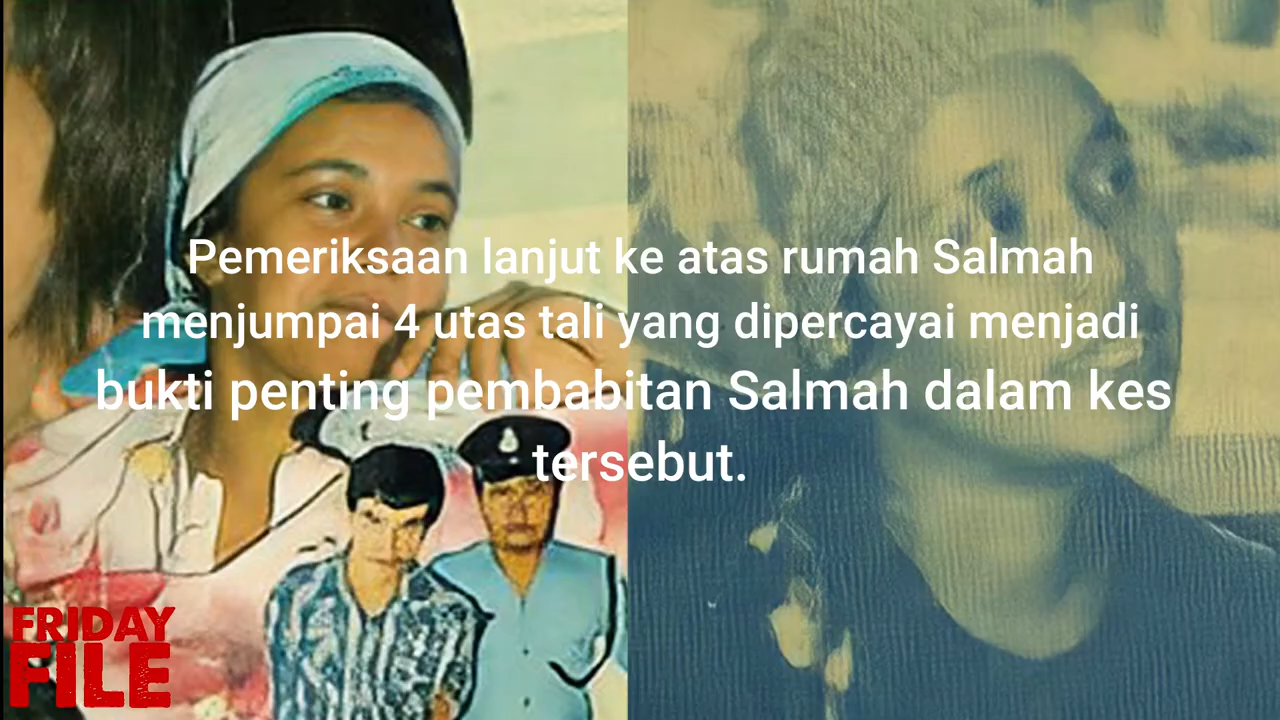 Pemeriksaan lanjut ke atas rumah Salmah
menjumpai 4 utas tali yang dipercayai menjadi
bukti penting pembabitan Salmah dalam kes
tersebut.
FRIDAY
FILE